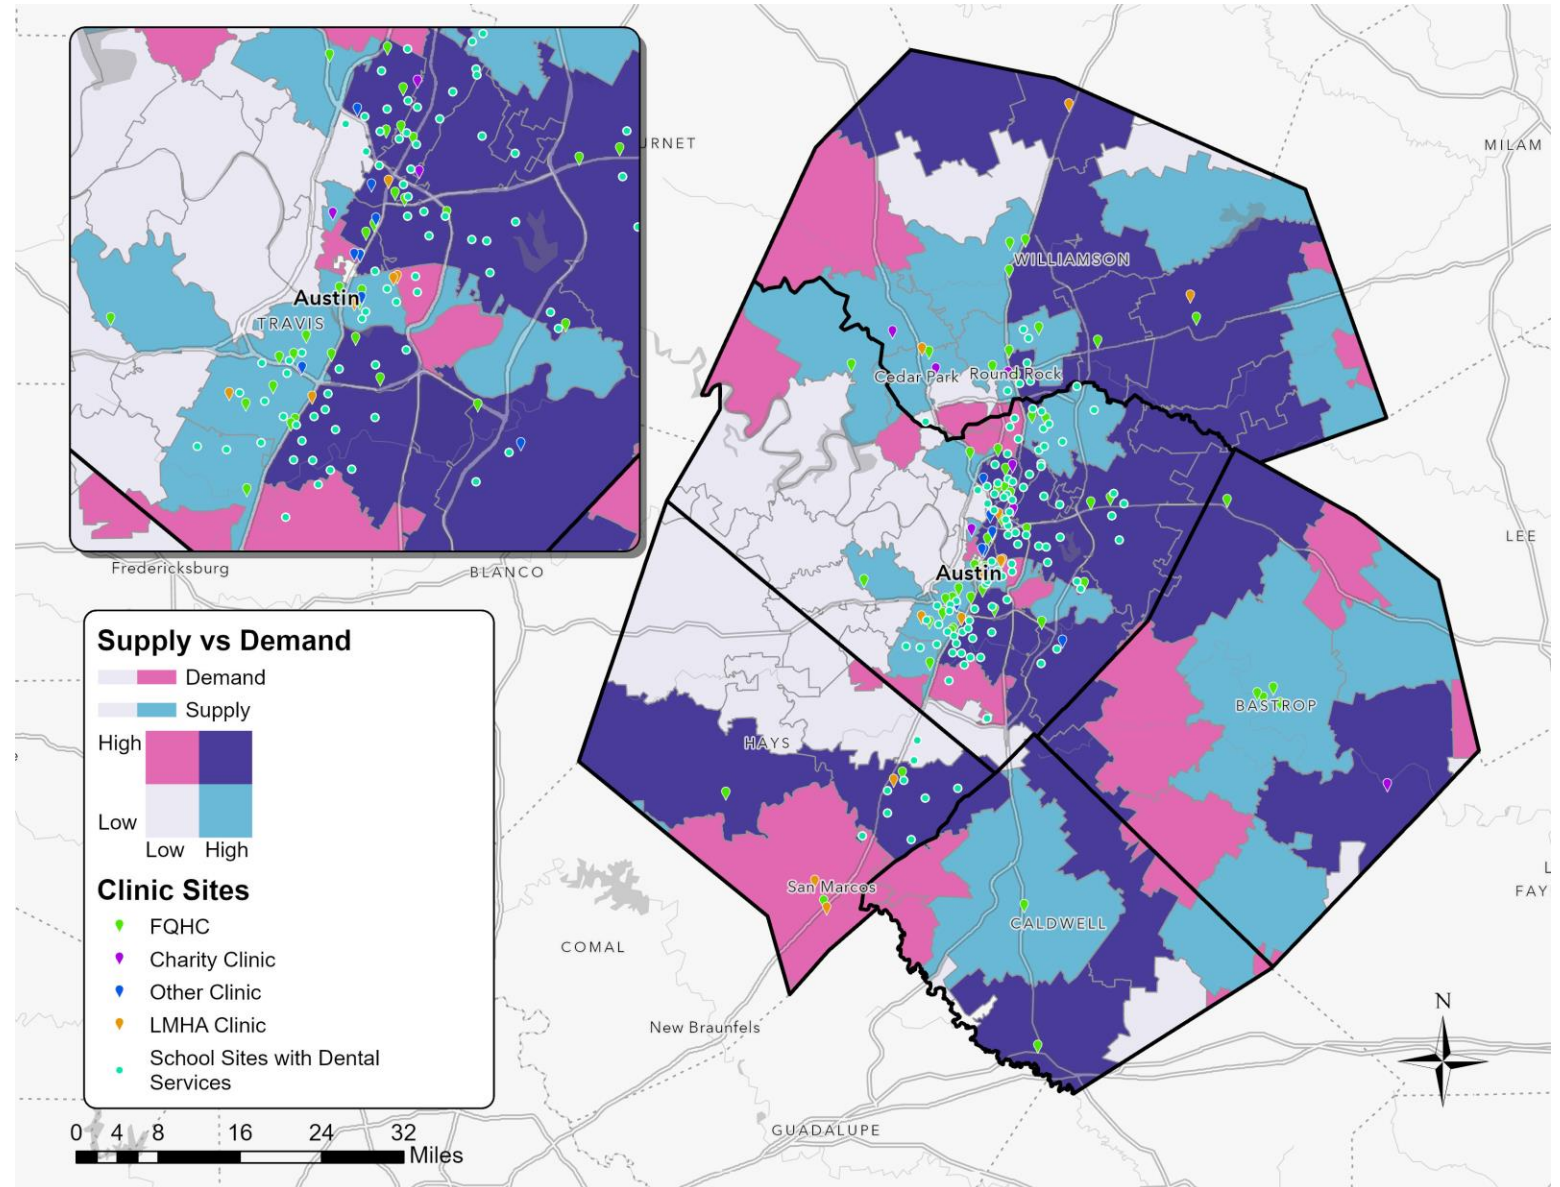 Austin
TRAVIS
URNET
MILAM
WILLIAMSON
Cedar Park
Round Rock
LEE
Fredericksburg
BLANCO
Austin
Supply vs Demand
Demand
Supply
High
Low
Low
High
BASTROP
HAYS
Clinic Sites
FQHC
Charity Clinic
Other Clinic
LMHA Clinic
School Sites with Dental
Services
San Marcos
CALDWELL
L
FAY
COMAL
New Braunfels
N
GUADALUPE
0 4 8 16 24 32
Miles